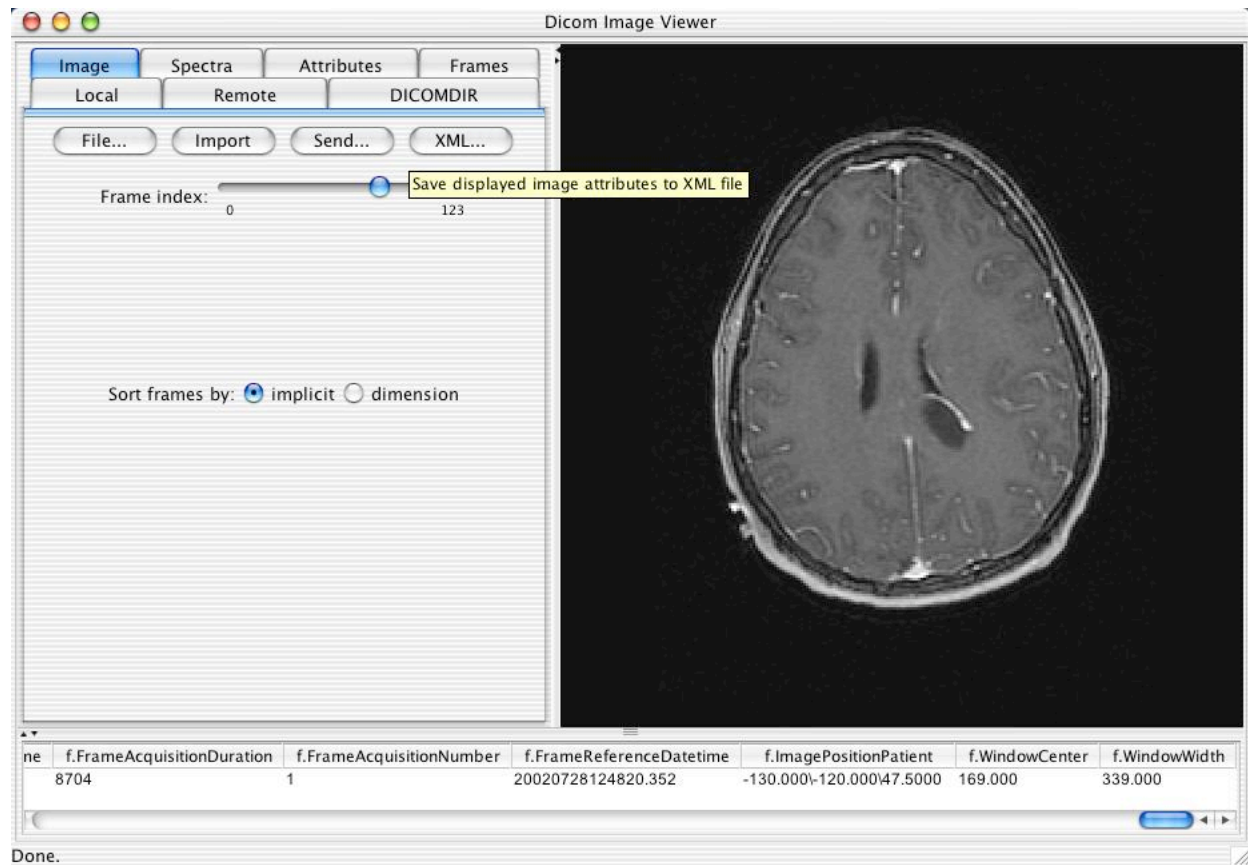 Dicom Image Viewer
Image Spectra Attributes Frames
Local Remote DICOMDIR
File... Import Send... XML...
Save displayed image attributes to XML file
Frame index:
0 123
Sort frames by: implicit dimension
ne f.FrameAcquisitionDuration f.FrameAcquisitionNumber f.FrameReferenceDatetime f.ImagePositionPatient f.WindowCenter f.WindowWidth
8704 1 20020728124820.352 -130.000\-120.000\47.5000 169.000 339.000
Done.